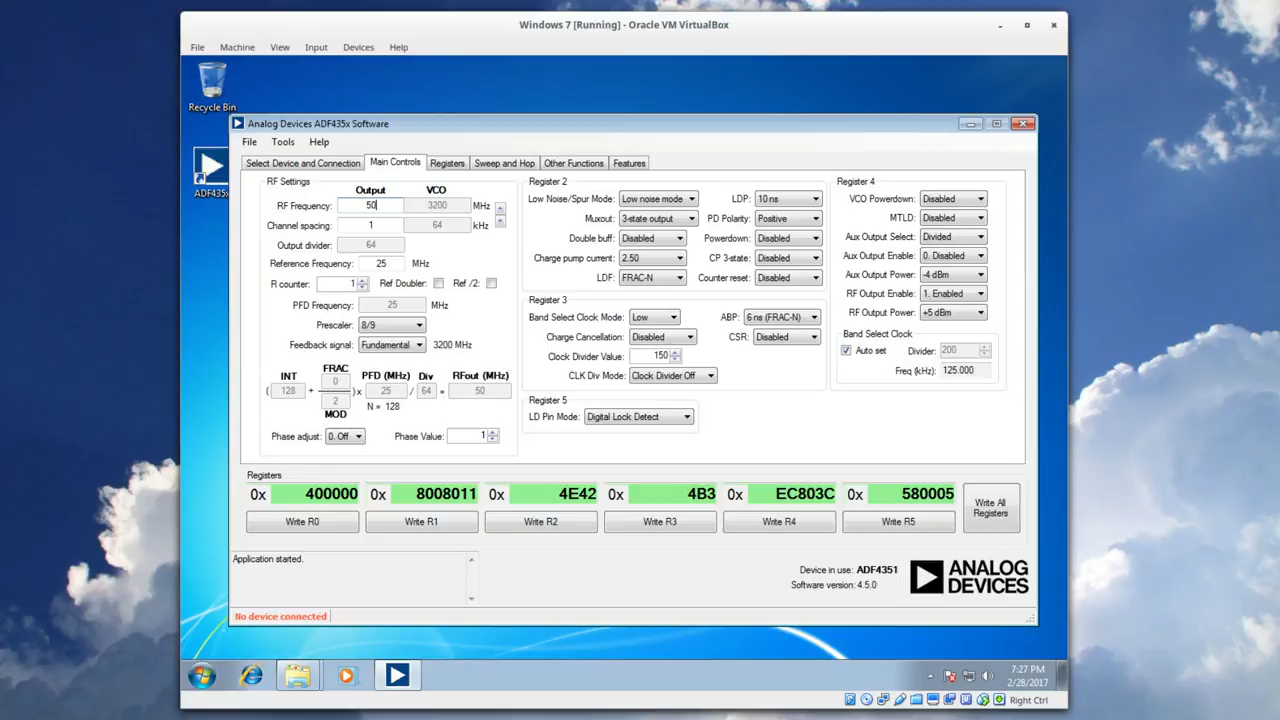 Windows 7 [Running] - Oracle VM VirtualBox
File Machine View Input Devices Help
Recycle Bin
ADF435x
Analog Devices ADF435x Software
File Tools Help
Select Device and Connection Main Controls Registers Sweep and Hop Other Functions Features
RF Settings
Output VCO
RF Frequency: 50 3200 MHz
Channel spacing: 1 64 kHz
Output divider: 64
Reference Frequency: 25 MHz
R counter: 1 Ref Doubler: Ref /2:
PFD Frequency: 25 MHz
Prescaler: 8/9
Feedback signal: Fundamental 3200 MHz
INT FRAC PFD (MHz) Div RFout (MHz)
( 128 + 0 2 ) x 25 / 64 = 50
MOD N = 128
Phase adjust: 0. Off Phase Value: 1
Register 2
Low Noise/Spur Mode: Low noise mode LDP: 10 ns
Muxout: 3-state output PD Polarity: Positive
Double buff: Disabled Powerdown: Disabled
Charge pump current: 2.50 CP 3-state: Disabled
LDF: FRAC-N Counter reset: Disabled
Register 3
Band Select Clock Mode: Low ABP: 6 ns (FRAC-N)
Charge Cancellation: Disabled CSR: Disabled
Clock Divider Value: 150
CLK Div Mode: Clock Divider Off
Register 5
LD Pin Mode: Digital Lock Detect
Register 4
VCO Powerdown: Disabled
MTLD: Disabled
Aux Output Select: Divided
Aux Output Enable: 0. Disabled
Aux Output Power: -4 dBm
RF Output Enable: 1. Enabled
RF Output Power: +5 dBm
Band Select Clock
Auto set Divider: 200
Freq (kHz): 125.000
Registers
0x 400000 0x 8008011 0x 4E42 0x 4B3 0x EC803C 0x 580005
Write R0 Write R1 Write R2 Write R3 Write R4 Write R5
Write All
Registers
Application started.
Device in use: ADF4351
Software version: 4.5.0
ANALOG
DEVICES
No device connected
7:27 PM
2/28/2017
Right Ctrl